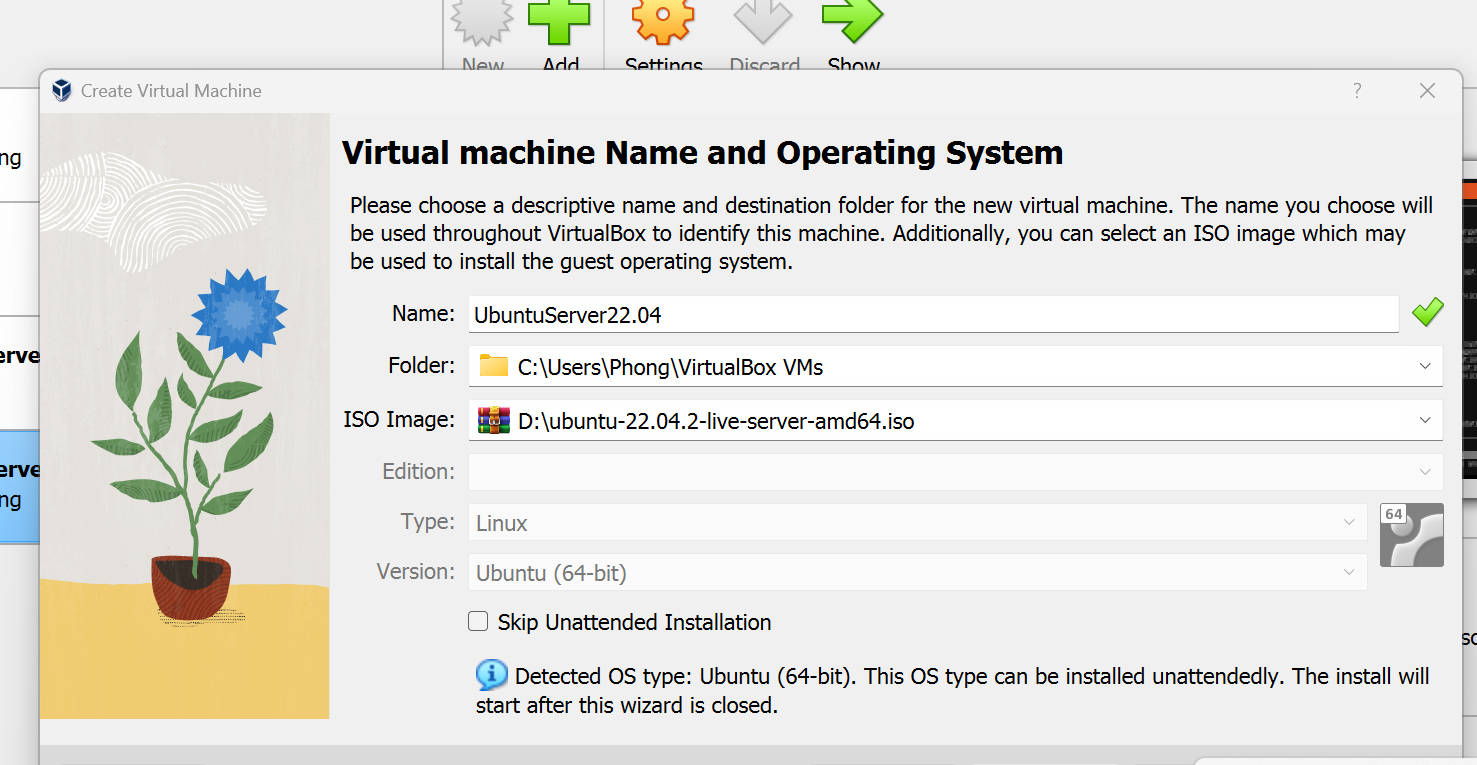 New Add Settings Discard Show
Create Virtual Machine ?
ng
Virtual machine Name and Operating System
Please choose a descriptive name and destination folder for the new virtual machine. The name you choose will
be used throughout VirtualBox to identify this machine. Additionally, you can select an ISO image which may
be used to install the guest operating system.
Name: UbuntuServer22.04
Folder: C:\Users\Phong\VirtualBox VMs
erve
ISO Image: D:\ubuntu-22.04.2-live-server-amd64.iso
erve
Edition:
ng
Type: Linux
64
Version: Ubuntu (64-bit)
Skip Unattended Installation
Detected OS type: Ubuntu (64-bit). This OS type can be installed unattendedly. The install will
start after this wizard is closed.